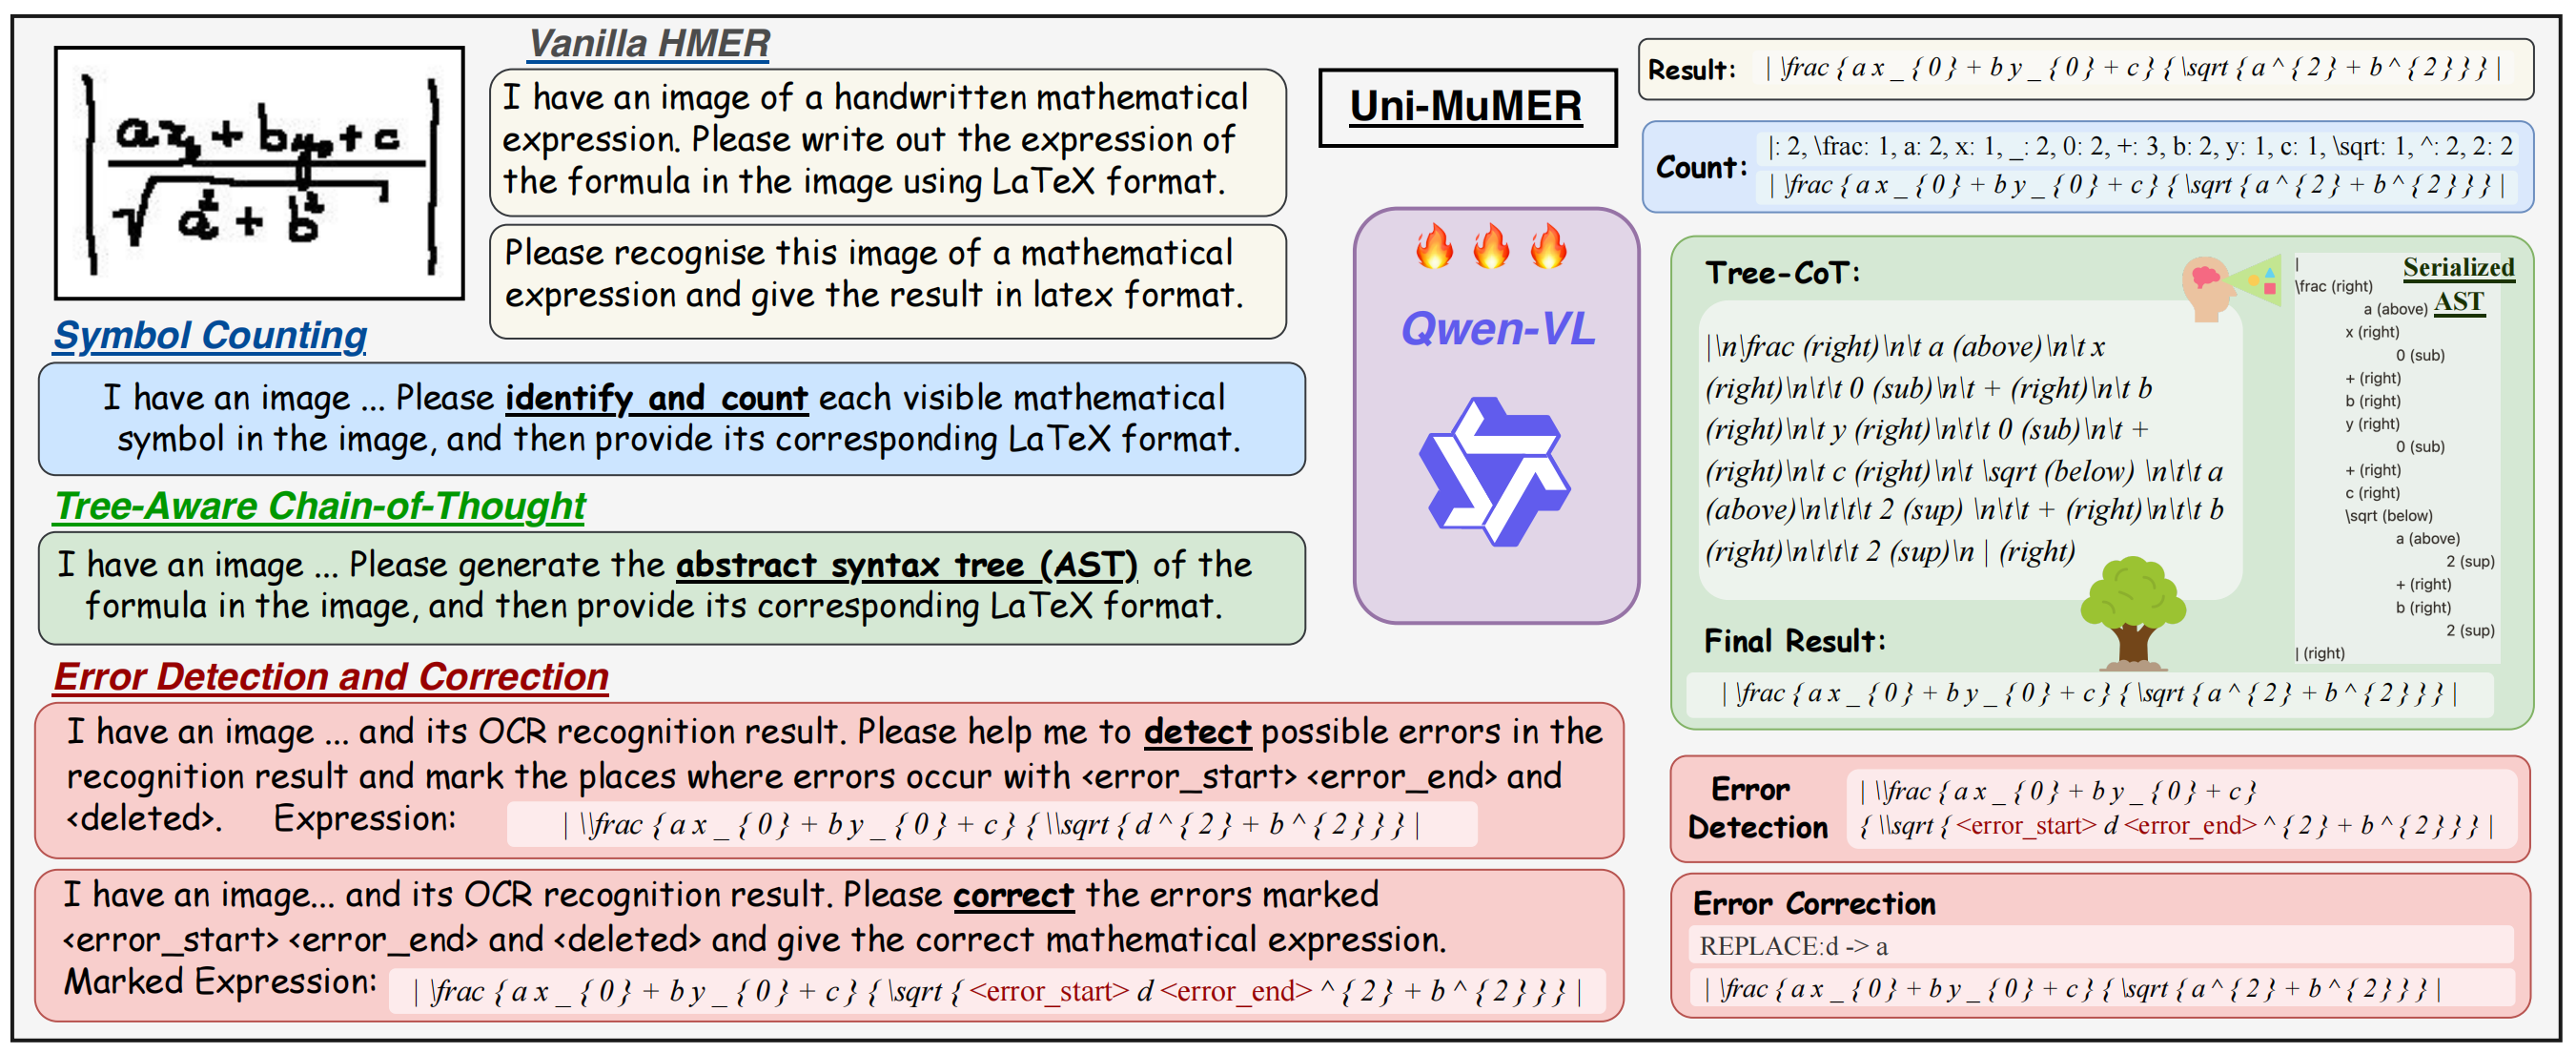 Vanilla HMER
ax₀ + by₀ + c
√a² + b²
I have an image of a handwritten mathematical
expression. Please write out the expression of
the formula in the image using LaTeX format.
Please recognise this image of a mathematical
expression and give the result in latex format.
Symbol Counting
I have an image ... Please identify and count each visible mathematical
symbol in the image, and then provide its corresponding LaTeX format.
Tree-Aware Chain-of-Thought
I have an image ... Please generate the abstract syntax tree (AST) of the
formula in the image, and then provide its corresponding LaTeX format.
Error Detection and Correction
I have an image ... and its OCR recognition result. Please help me to detect possible errors in the
recognition result and mark the places where errors occur with <error_start> <error_end> and
<deleted>. Expression: | \\frac { a x _ { 0 } + b y _ { 0 } + c } { \\sqrt { d ^ { 2 } + b ^ { 2 } } } |
I have an image... and its OCR recognition result. Please correct the errors marked
<error_start> <error_end> and <deleted> and give the correct mathematical expression.
Marked Expression: | \frac { a x _ { 0 } + b y _ { 0 } + c } { \sqrt { <error_start> d <error_end> ^ { 2 } + b ^ { 2 } } } |
Uni-MuMER
Qwen-VL
Result: | \frac { a x _ { 0 } + b y _ { 0 } + c } { \sqrt { a ^ { 2 } + b ^ { 2 } } } |
Count:
|: 2, \frac: 1, a: 2, x: 1, _: 2, 0: 2, +: 3, b: 2, y: 1, c: 1, \sqrt: 1, ^: 2, 2: 2
| \frac { a x _ { 0 } + b y _ { 0 } + c } { \sqrt { a ^ { 2 } + b ^ { 2 } } } |
Tree-CoT:
|\n\frac (right)\n\t a (above)\n\t x
(right)\n\t\t 0 (sub)\n\t + (right)\n\t b
(right)\n\t y (right)\n\t\t 0 (sub)\n\t +
(right)\n\t c (right)\n\t \sqrt (below) \n\t\t a
(above)\n\t\t\t 2 (sup) \n\t\t + (right)\n\t\t b
(right)\n\t\t\t 2 (sup)\n | (right)
Serialized
AST
|
\frac (right)
a (above)
x (right)
0 (sub)
+ (right)
b (right)
y (right)
0 (sub)
+ (right)
c (right)
\sqrt (below)
a (above)
2 (sup)
+ (right)
b (right)
2 (sup)
| (right)
Final Result:
| \frac { a x _ { 0 } + b y _ { 0 } + c } { \sqrt { a ^ { 2 } + b ^ { 2 } } } |
Error
Detection
| \\frac { a x _ { 0 } + b y _ { 0 } + c }
{ \\sqrt { <error_start> d <error_end> ^ { 2 } + b ^ { 2 } } } |
Error Correction
REPLACE:d -> a
| \frac { a x _ { 0 } + b y _ { 0 } + c } { \sqrt { a ^ { 2 } + b ^ { 2 } } } |